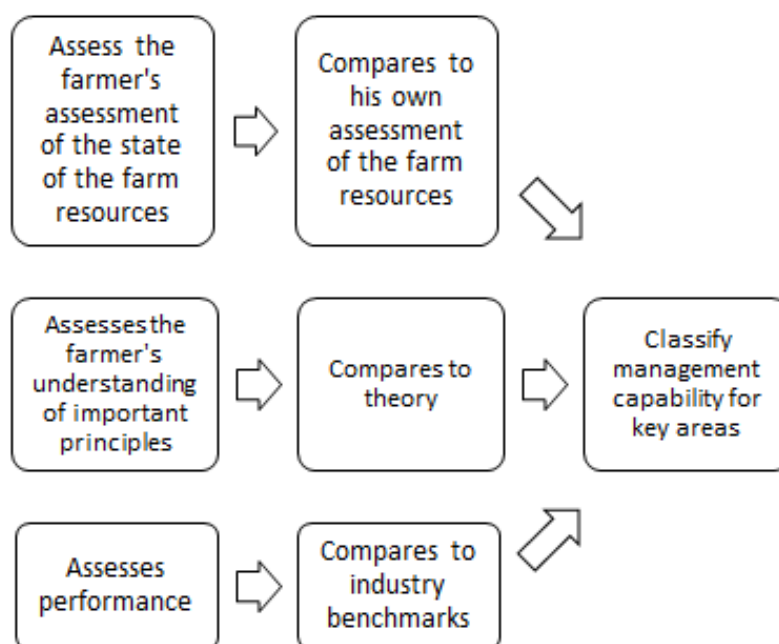 Assess the
farmer's
assessment
of the state
of the farm
resources
Compares to
his own
assessment
of the farm
resources
Assesses the
farmer's
understanding
of important
principles
Compares to
theory
Classify
management
capability for
key areas
Assesses
performance
Compares to
industry
benchmarks